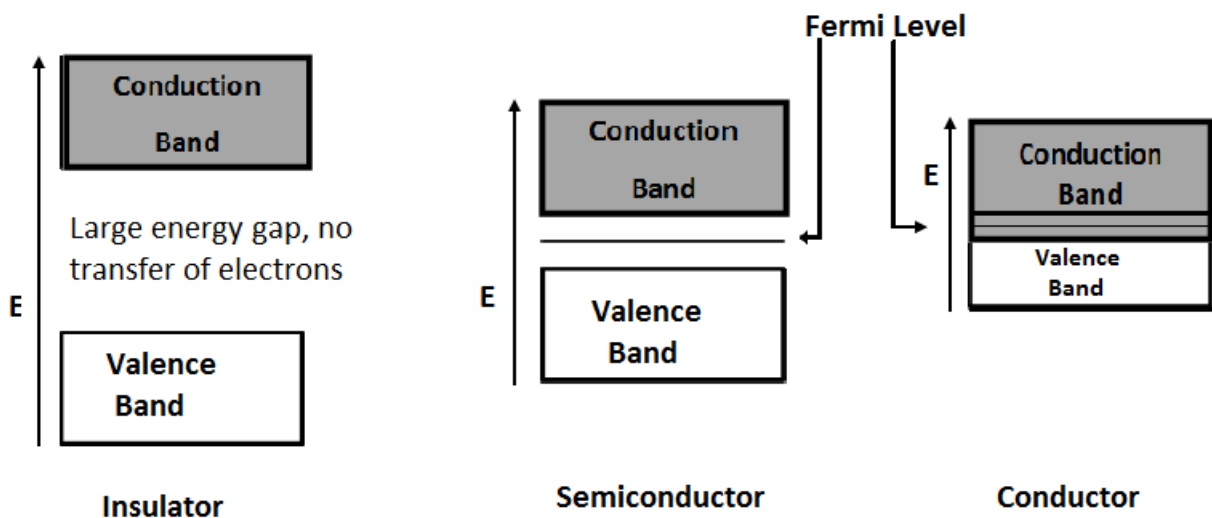 Fermi Level
Conduction
Band
Large energy gap, no
transfer of electrons
E
Valence
Band
Insulator
Conduction
Band
E
Valence
Band
Semiconductor
Conduction
Band
E
Valence
Band
Conductor